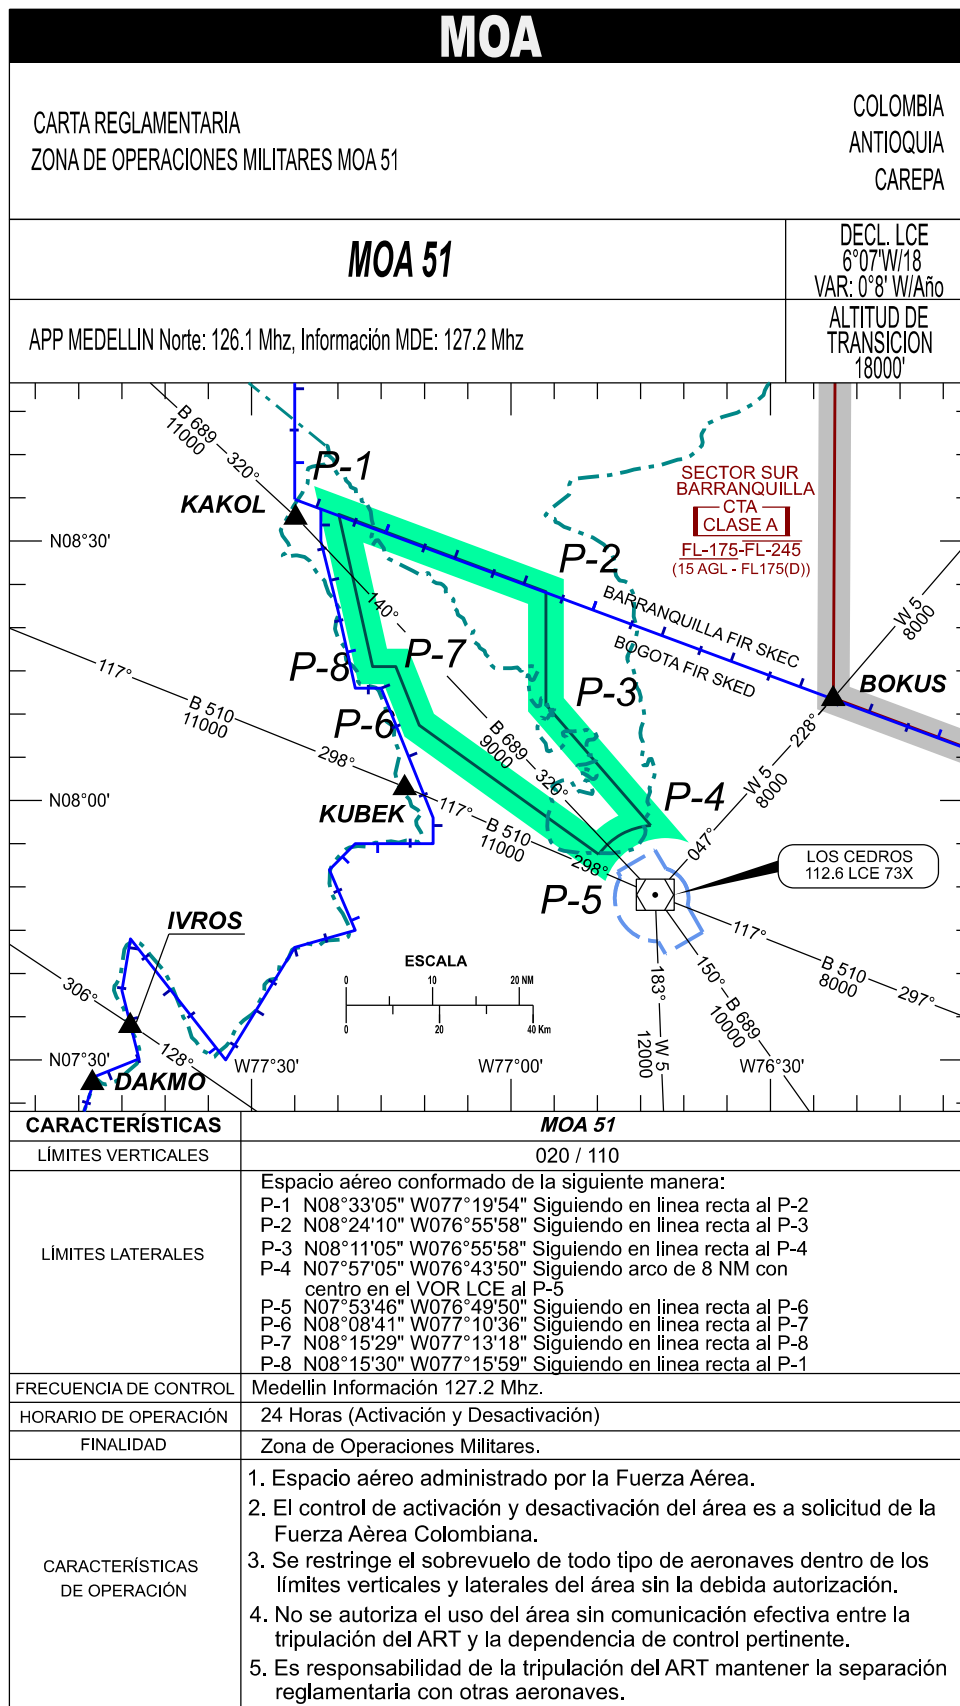 MOA
CARTA REGLAMENTARIA
ZONA DE OPERACIONES MILITARES MOA 51
COLOMBIA
ANTIOQUIA
CAREPA
MOA 51
DECL. LCE
6°07'W/18
VAR: 0°8' W/Año
APP MEDELLIN Norte: 126.1 Mhz, Información MDE: 127.2 Mhz
ALTITUD DE
TRANSICION
18000'
B 689
11000
320°
P-1
KAKOL
SECTOR SUR
BARRANQUILLA
CTA
CLASE A
FL-175-FL-245
(15 AGL - FL175(D))
N08°30'
P-2
140°
BARRANQUILLA FIR SKEC
BOGOTA FIR SKED
W 5
8000
P-7
P-8
117°
B 510
11000
298°
P-6
P-3
BOKUS
228°
B 689
9000
320°
W 5
8000
N08°00'
KUBEK
117°
B 510
11000
298°
P-4
047°
LOS CEDROS
112.6 LCE 73X
P-5
IVROS
117°
B 510
8000
297°
ESCALA
0
10
20 NM
0
20
40 Km
306°
128°
183°
W 5
12000
150°
B 689
10000
N07°30'
W77°30'
W77°00'
W76°30'
DAKMO
CARACTERÍSTICAS
MOA 51
LÍMITES VERTICALES
020 / 110
LÍMITES LATERALES
Espacio aéreo conformado de la siguiente manera:
P-1 N08°33'05" W077°19'54" Siguiendo en linea recta al P-2
P-2 N08°24'10" W076°55'58" Siguiendo en linea recta al P-3
P-3 N08°11'05" W076°55'58" Siguiendo en linea recta al P-4
P-4 N07°57'05" W076°43'50" Siguiendo arco de 8 NM con
centro en el VOR LCE al P-5
P-5 N07°53'46" W076°49'50" Siguiendo en linea recta al P-6
P-6 N08°08'41" W077°10'36" Siguiendo en linea recta al P-7
P-7 N08°15'29" W077°13'18" Siguiendo en linea recta al P-8
P-8 N08°15'30" W077°15'59" Siguiendo en linea recta al P-1
FRECUENCIA DE CONTROL
Medellin Información 127.2 Mhz.
HORARIO DE OPERACIÓN
24 Horas (Activación y Desactivación)
FINALIDAD
Zona de Operaciones Militares.
CARACTERÍSTICAS
DE OPERACIÓN
1. Espacio aéreo administrado por la Fuerza Aérea.
2. El control de activación y desactivación del área es a solicitud de la
Fuerza Aèrea Colombiana.
3. Se restringe el sobrevuelo de todo tipo de aeronaves dentro de los
límites verticales y laterales del área sin la debida autorización.
4. No se autoriza el uso del área sin comunicación efectiva entre la
tripulación del ART y la dependencia de control pertinente.
5. Es responsabilidad de la tripulación del ART mantener la separación
reglamentaria con otras aeronaves.